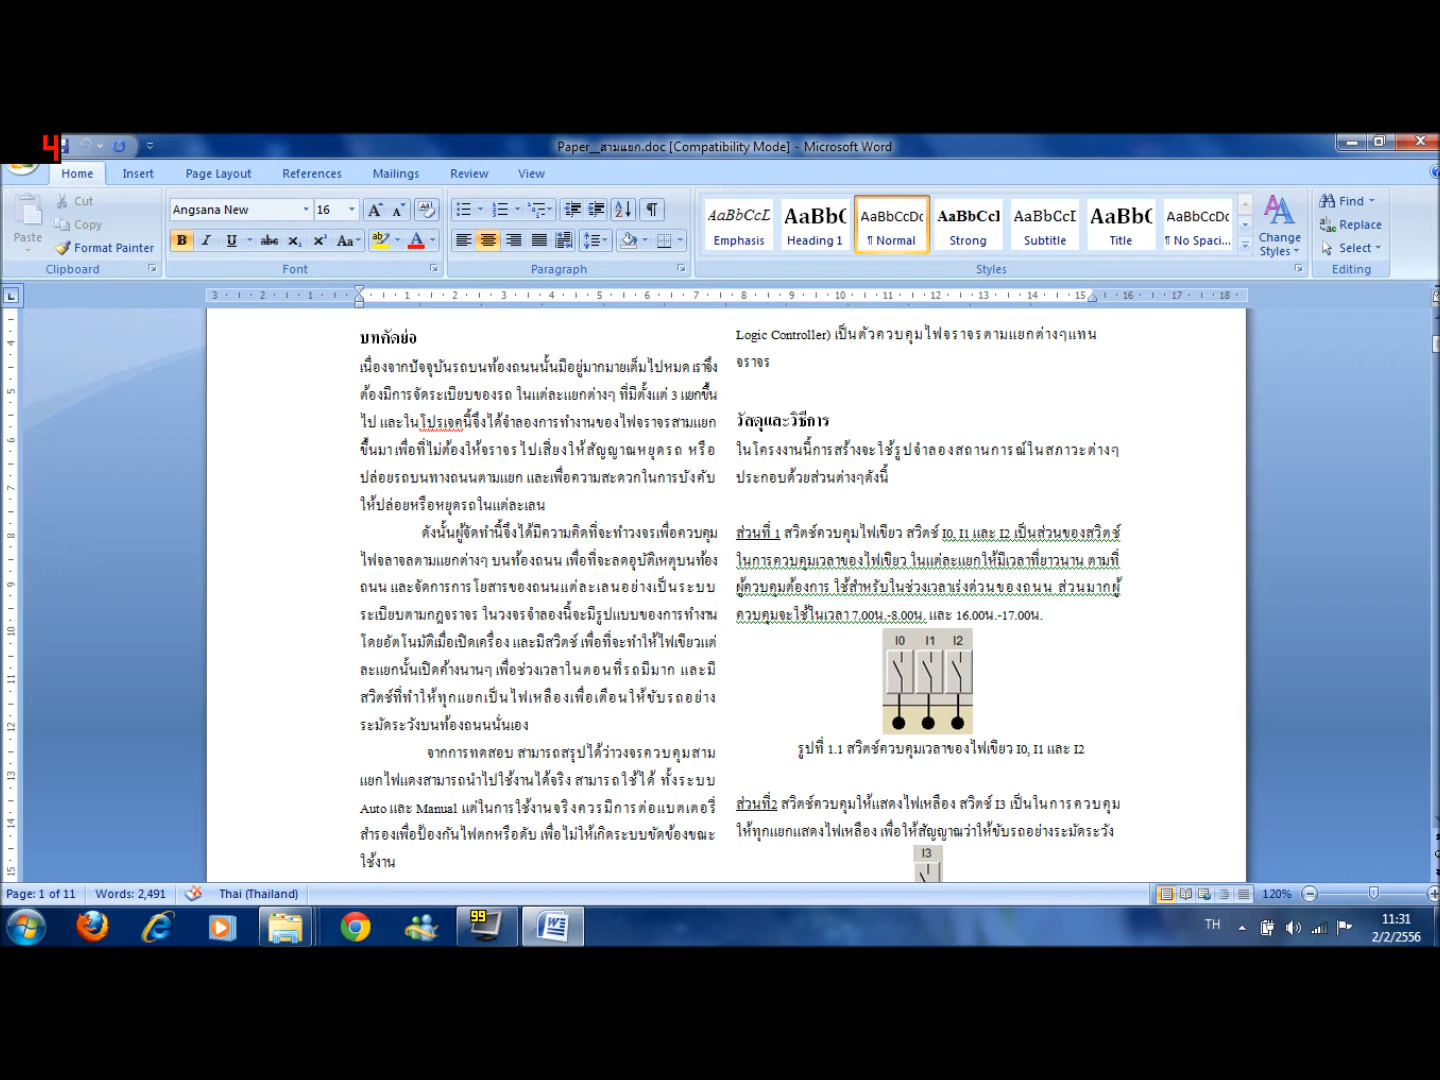 4
Paper__สามแยก.doc [Compatibility Mode] - Microsoft Word
Home Insert Page Layout References Mailings Review View
Paste
Cut
Copy
Format Painter
Clipboard
Angsana New 16
Font
Paragraph
AaBbCcL Emphasis
AaBb( Heading 1
AaBbCcDc ¶ Normal
AaBbCcI Strong
AaBbCcI Subtitle
AaBb( Title
AaBbCcDc ¶ No Spaci...
Change Styles
Styles
Find
Replace
Select
Editing
3 2 1 1 2 3 4 5 6 7 8 9 10 11 12 13 14 15 16 17 18
บทคัดย่อ
เนื่องจากปัจจุบันรถบนท้องถนนนั้นมีอยู่มากมายเต็มไปหมด เราจึง
ต้องมีการจัดระเบียบของรถ ในแต่ละแยกต่างๆ ที่มีตั้งแต่ 3 แยกขึ้น
ไป และในโปรเจคนี้จึงได้จำลองการทำงานของไฟจราจรสามแยก
ขึ้นมา เพื่อที่ไม่ต้องให้จราจร ไปเสี่ยงให้สัญญาณหยุดรถ หรือ
ปล่อยรถบนทางถนนตามแยก และเพื่อความสะดวกในการบังคับ
ให้ปล่อยหรือหยุดรถในแต่ละเลน
ดังนั้นผู้จัดทำนี้จึงได้มีความคิดที่จะทำวงจรเพื่อควบคุม
ไฟจลาจลตามแยกต่างๆ บนท้องถนน เพื่อที่จะลดอุบัติเหตุบนท้อง
ถนน และจัดการการโยสารของถนนแต่ละเลนอย่างเป็นระบบ
ระเบียบตามกฎจราจร ในวงจรจำลองนี้จะมีรูปแบบของการทำงาน
โดยอัตโนมัติเมื่อเปิดเครื่อง และมีสวิตช์ เพื่อที่จะทำให้ไฟเขียวแต่
ละแยกนั้นเปิดค้างนานๆ เพื่อช่วงเวลาในตอนที่รถมีมาก และมี
สวิตช์ที่ทำให้ทุกแยกเป็นไฟเหลืองเพื่อเตือนให้ขับรถอย่าง
ระมัดระวังบนท้องถนนนั่นเอง
จากการทดสอบ สามารถสรุปได้ว่าวงจรควบคุมสาม
แยกไฟแดงสามารถนำไปใช้งานได้จริง สามารถใช้ได้ ทั้งระบบ
Auto และ Manual แต่ในการใช้งานจริงควรมีการต่อแบตเตอรี่
สำรองเพื่อป้องกันไฟตกหรือดับ เพื่อไม่ให้เกิดระบบขัดข้องขณะ
ใช้งาน
Logic Controller) เป็นตัวควบคุมไฟจราจรตามแยกต่างๆแทน
จราจร
วัสดุและวิธีการ
ในโครงงานนี้การสร้างจะใช้รูปจำลองสถานการณ์ในสภาวะต่างๆ
ประกอบด้วยส่วนต่างๆดังนี้
ส่วนที่ 1 สวิตช์ควบคุมไฟเขียว สวิตช์ I0, I1 และ I2 เป็นส่วนของสวิตช์
ในการควบคุมเวลาของไฟเขียว ในแต่ละแยกให้มีเวลาที่ยาวนาน ตามที่
ผู้ควบคุมต้องการ ใช้สำหรับในช่วงเวลาเร่งด่วนของถนน ส่วนมากผู้
ควบคุมจะใช้ในเวลา 7.00น.-8.00น. และ 16.00น.-17.00น.
I0 I1 I2
รูปที่ 1.1 สวิตช์ควบคุมเวลาของไฟเขียว I0, I1 และ I2
ส่วนที่2 สวิตช์ควบคุมให้แสดงไฟเหลือง สวิตช์ I3 เป็นในการควบคุม
ให้ทุกแยกแสดงไฟเหลือง เพื่อให้สัญญาณว่าให้ขับรถอย่างระมัดระวัง
I3
Page: 1 of 11 Words: 2,491 Thai (Thailand) 120%
99
TH 11:31
2/2/2556